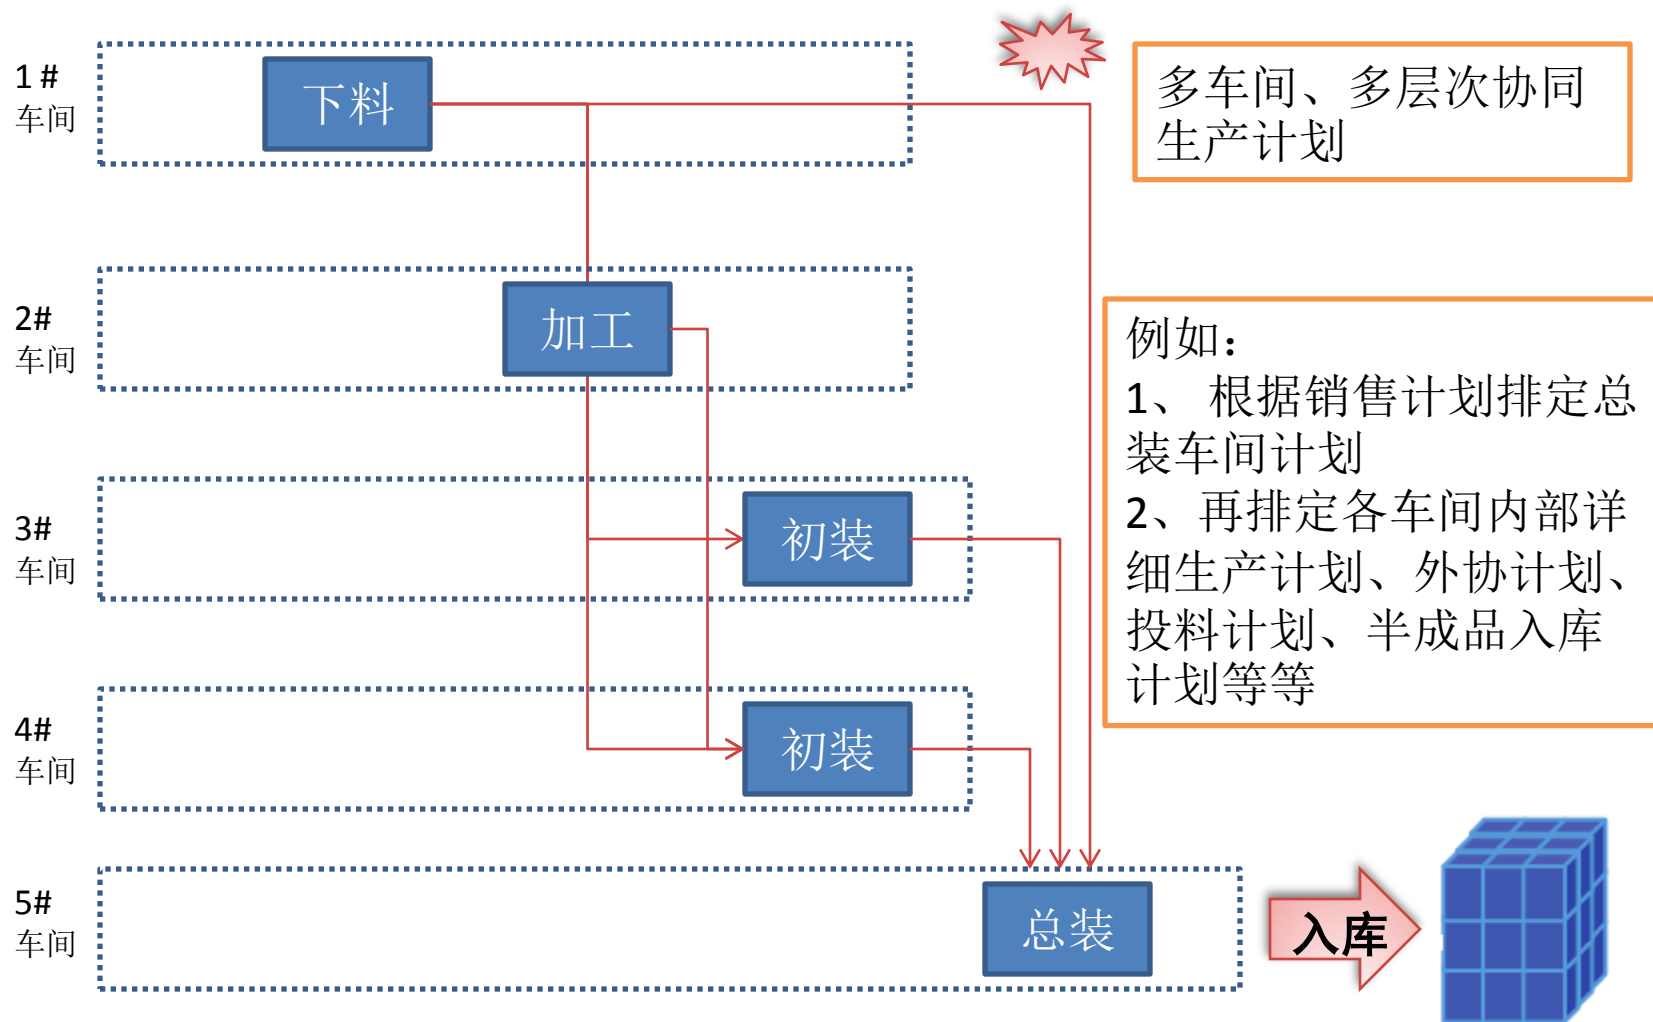 1 #
车间
下料
多车间、多层次协同
生产计划
2#
车间
加工
例如：
1、 根据销售计划排定总
装车间计划
2、再排定各车间内部详
细生产计划、外协计划、
投料计划、半成品入库
计划等等
3#
车间
初装
4#
车间
初装
5#
车间
总装
入库